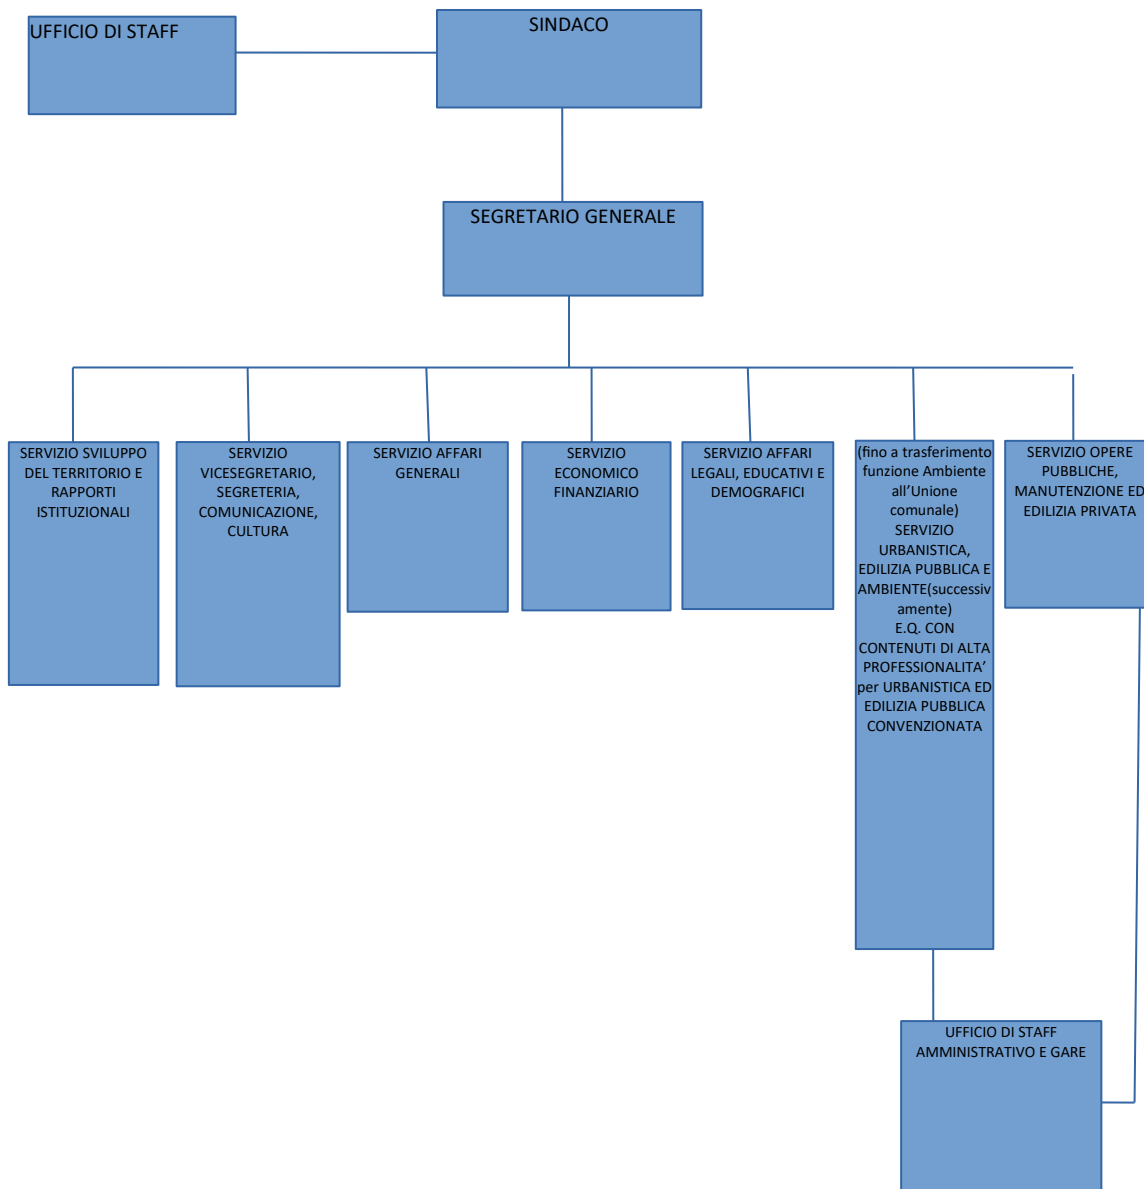 UFFICIO DI STAFF
SINDACO
SEGRETARIO GENERALE
SERVIZIO SVILUPPO
DEL TERRITORIO E
RAPPORTI
ISTITUZIONALI
SERVIZIO
VICESEGRETARIO,
SEGRETERIA,
COMUNICAZIONE,
CULTURA
SERVIZIO AFFARI
GENERALI
SERVIZIO
ECONOMICO
FINANZIARIO
SERVIZIO AFFARI
LEGALI, EDUCATIVI E
DEMOGRAFICI
(fino a trasferimento
funzione Ambiente
all’Unione
comunale)
SERVIZIO
URBANISTICA,
EDILIZIA PUBBLICA E
AMBIENTE(successiv
amente)
E.Q. CON
CONTENUTI DI ALTA
PROFESSIONALITA’
per URBANISTICA ED
EDILIZIA PUBBLICA
CONVENZIONATA
SERVIZIO OPERE
PUBBLICHE,
MANUTENZIONE ED
EDILIZIA PRIVATA
UFFICIO DI STAFF
AMMINISTRATIVO E GARE